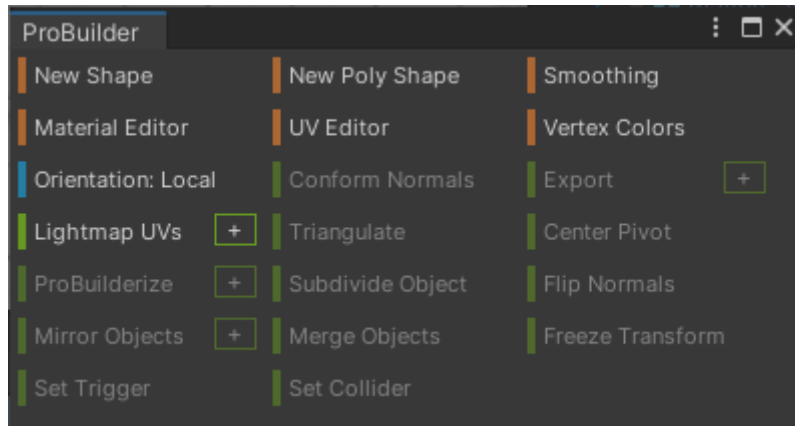 ProBuilder
New Shape New Poly Shape Smoothing
Material Editor UV Editor Vertex Colors
Orientation: Local Conform Normals Export +
Lightmap UVs + Triangulate Center Pivot
ProBuilderize + Subdivide Object Flip Normals
Mirror Objects + Merge Objects Freeze Transform
Set Trigger Set Collider